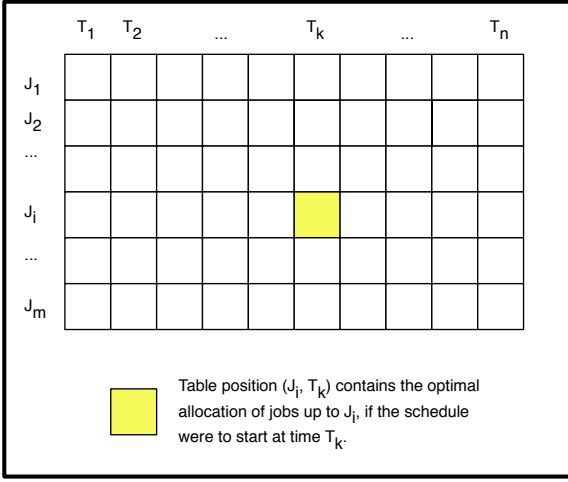 T1 T2 ... Tk ... Tn
J1
J2
...
Ji
...
Jm
Table position (Ji, Tk) contains the optimal
allocation of jobs up to Ji, if the schedule
were to start at time Tk.